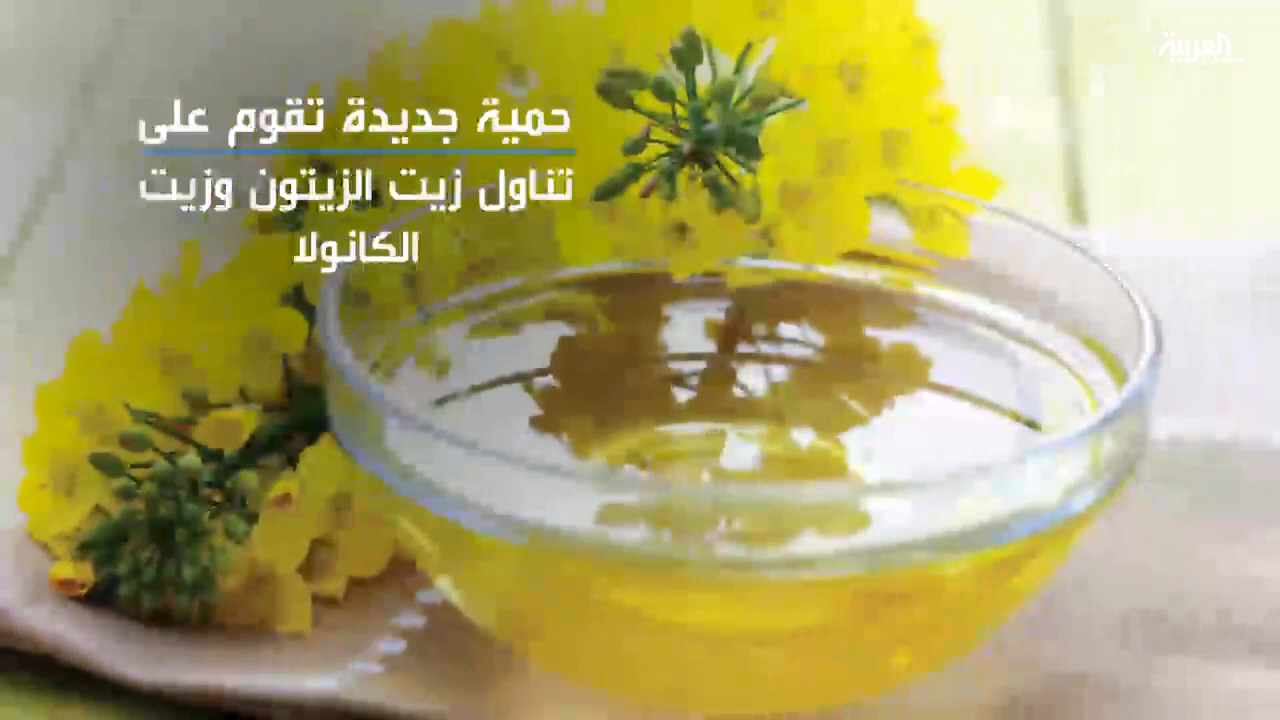 العربية
حمية جديدة تقوم على
تناول زيت الزيتون وزيت
الكانولا